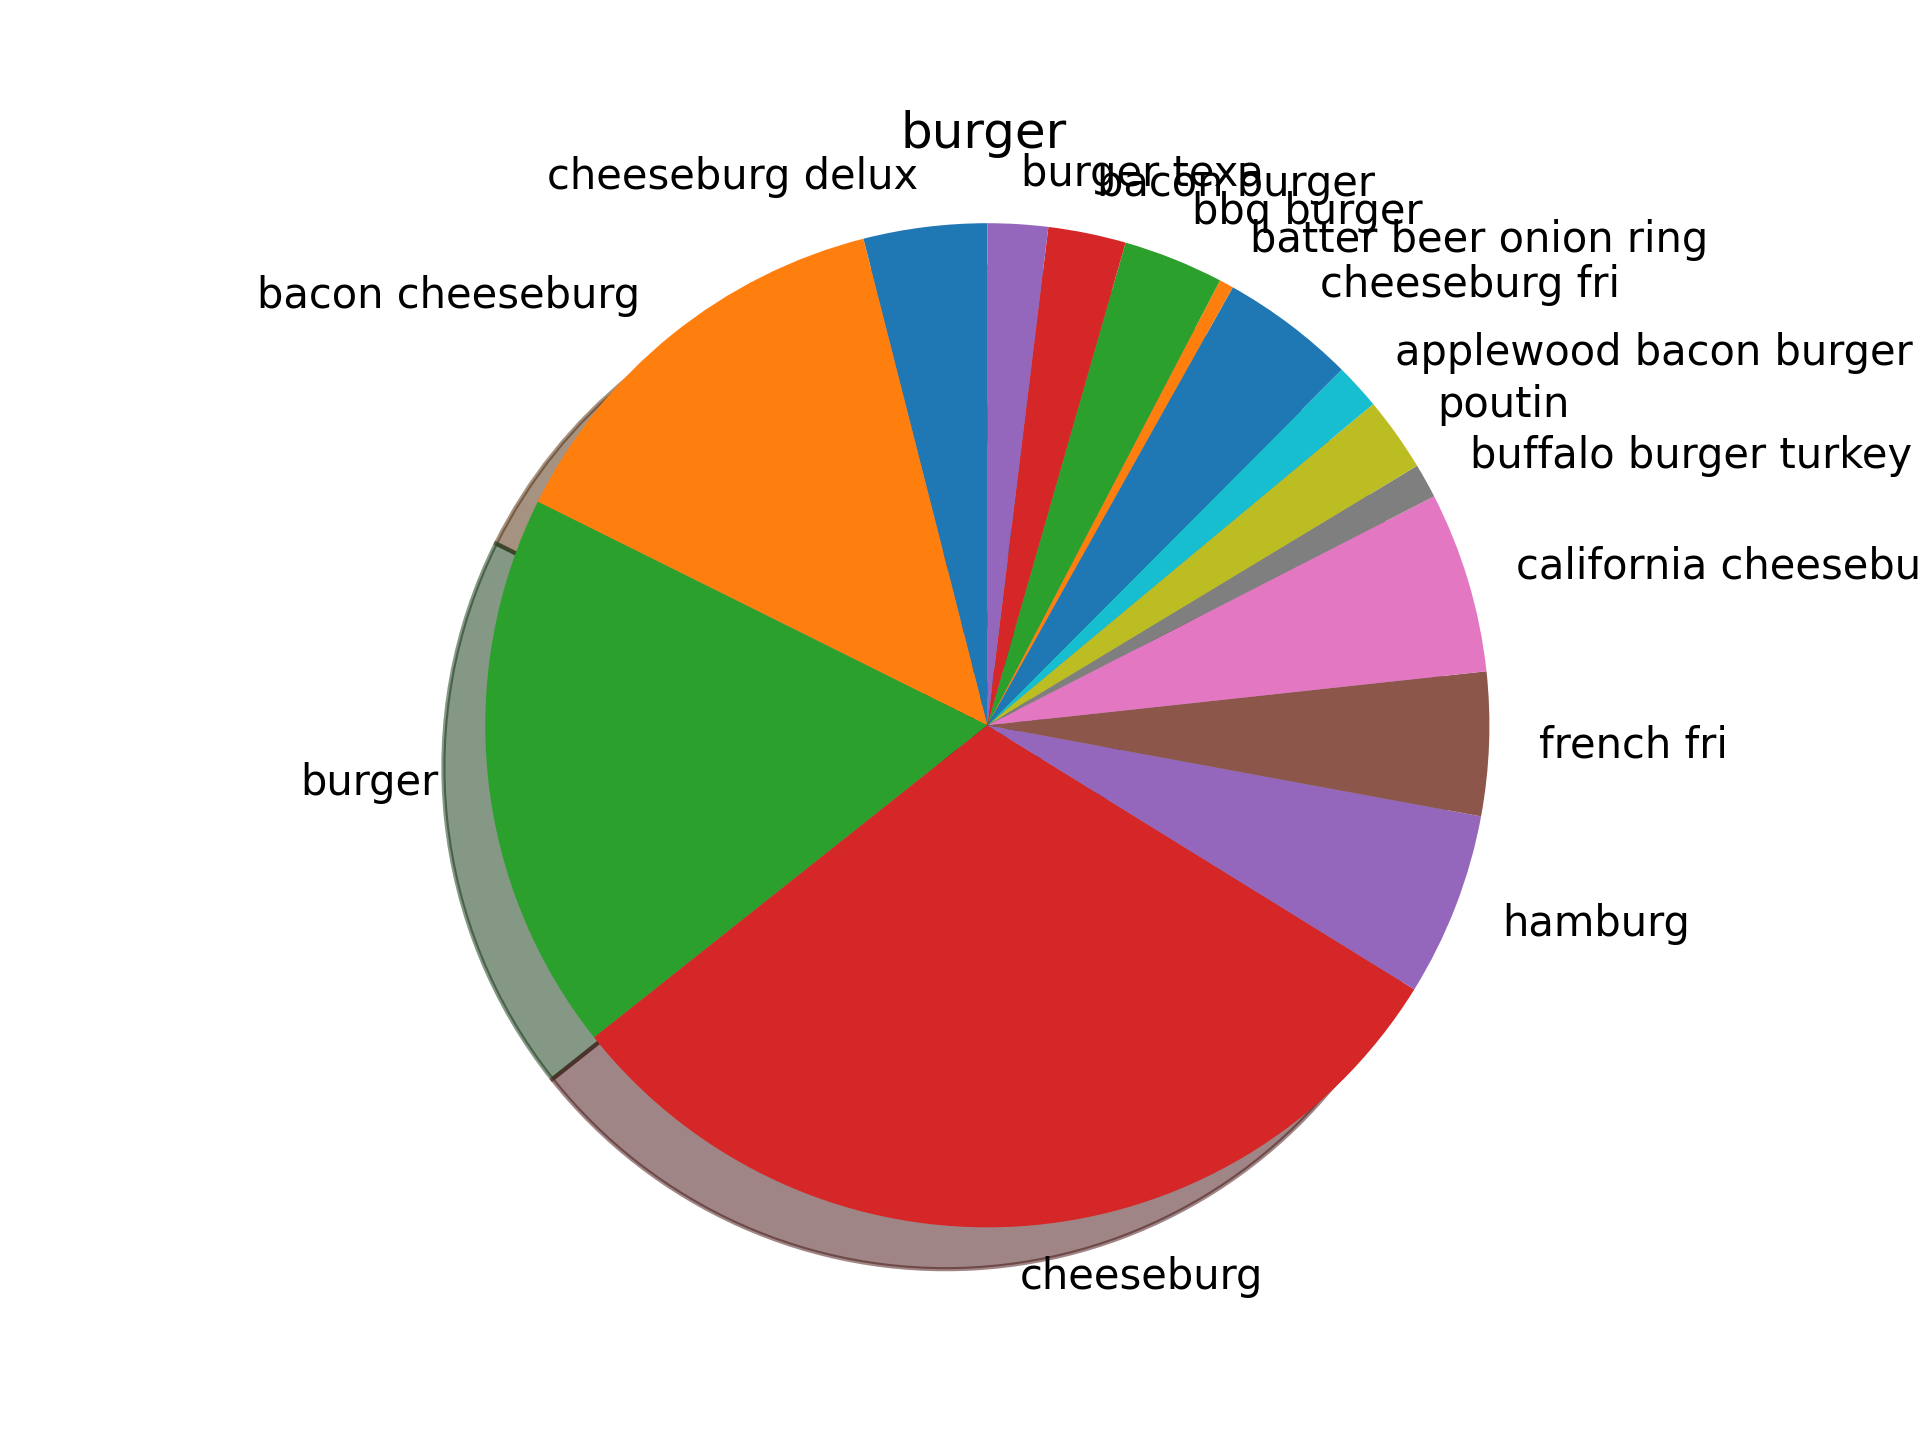 burger
cheeseburg delux
burger texa
bacon burger
bbq burger
batter beer onion ring
cheeseburg fri
bacon cheeseburg
applewood bacon burger
poutin
buffalo burger turkey
california cheesebu
french fri
burger
hamburg
cheeseburg